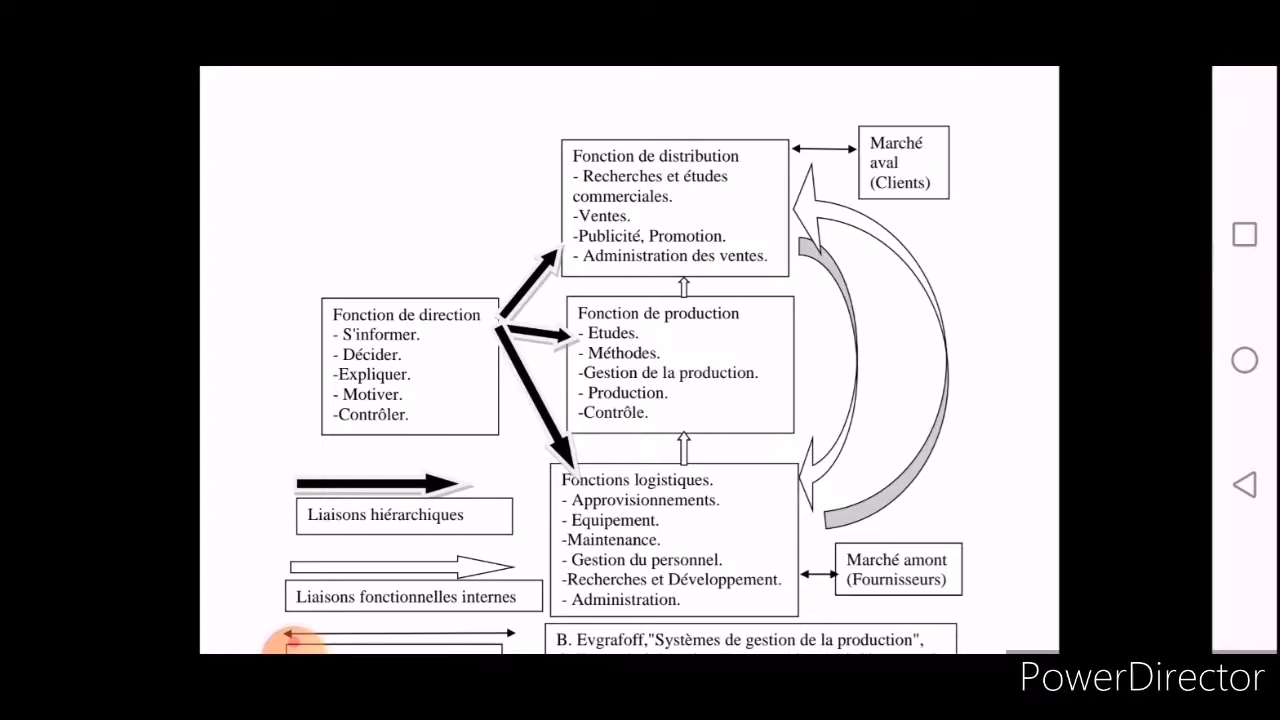 Fonction de distribution
- Recherches et études
commerciales.
-Ventes.
-Publicité, Promotion.
- Administration des ventes.
Marché
aval
(Clients)
Fonction de direction
- S'informer.
- Décider.
-Expliquer.
- Motiver.
-Contrôler.
Fonction de production
- Etudes.
- Méthodes.
-Gestion de la production.
- Production.
-Contrôle.
Fonctions logistiques.
- Approvisionnements.
- Equipement.
-Maintenance.
- Gestion du personnel.
-Recherches et Développement.
- Administration.
Marché amont
(Fournisseurs)
Liaisons hiérarchiques
Liaisons fonctionnelles internes
B. Evgrafoff,"Systèmes de gestion de la production",
PowerDirector